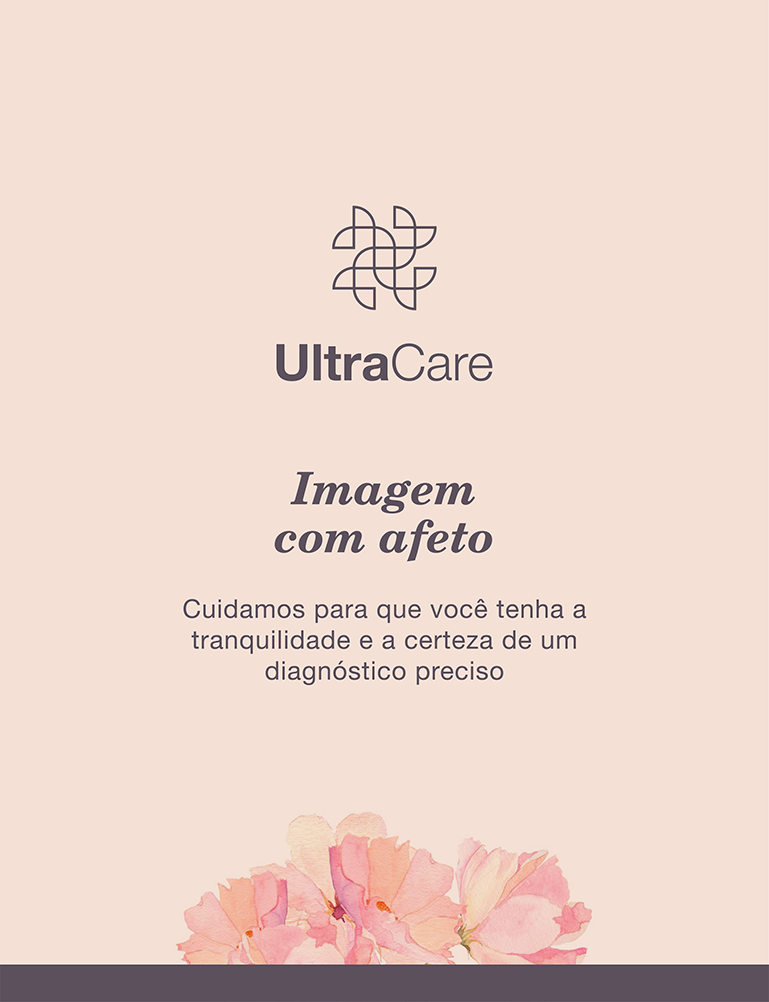 UltraCare
Imagem
com afeto
Cuidamos para que você tenha a
tranquilidade e a certeza de um
diagnóstico preciso